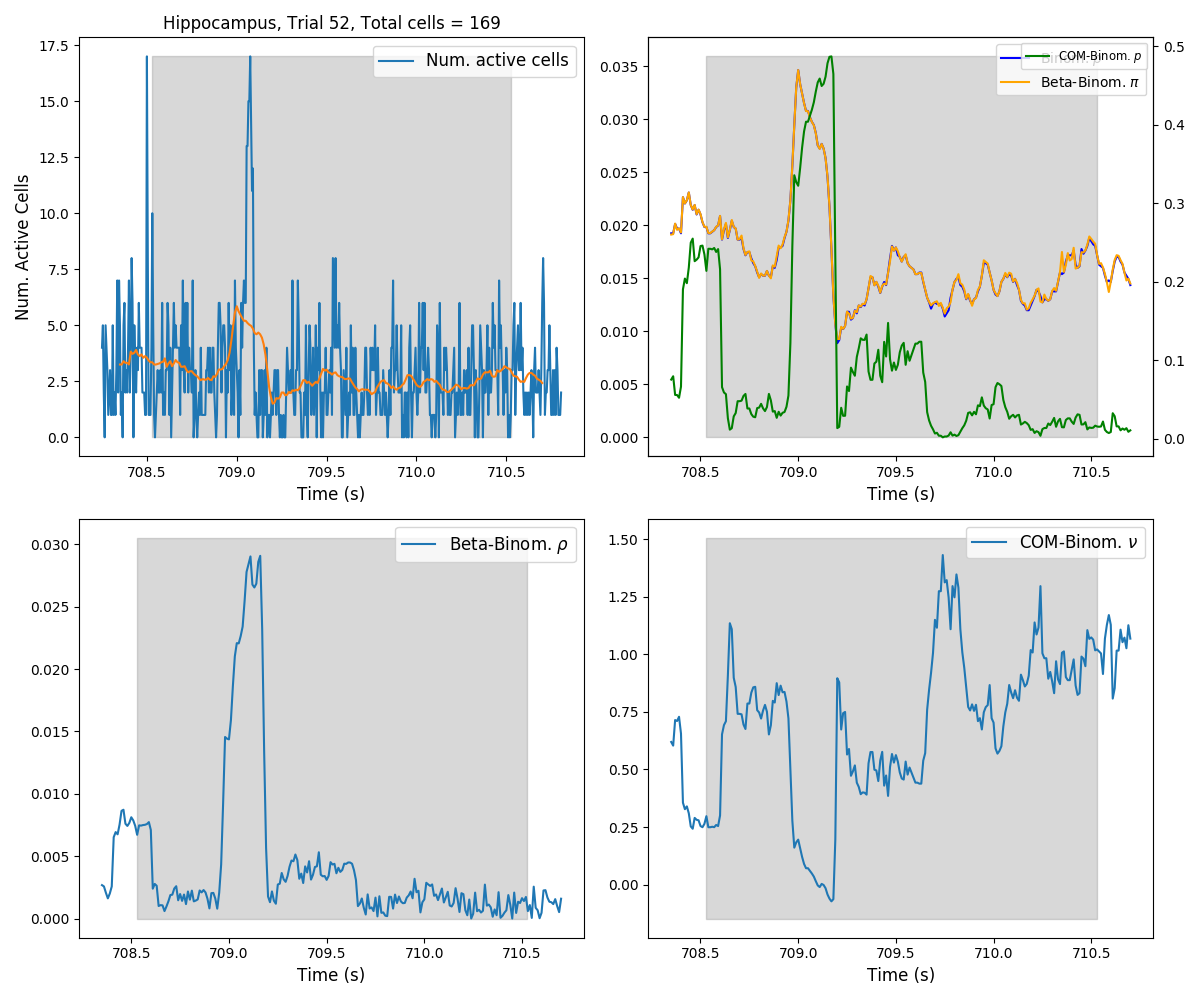 Hippocampus, Trial 52, Total cells = 169
Num. active cells
Num. Active Cells
17.5
15.0
12.5
10.0
7.5
5.0
2.5
0.0
708.5 709.0 709.5 710.0 710.5
Time (s)
COM-Binom. p
Beta-Binom. π
0.035
0.030
0.025
0.020
0.015
0.010
0.005
0.000
0.5
0.4
0.3
0.2
0.1
0.0
708.5 709.0 709.5 710.0 710.5
Time (s)
Beta-Binom. ρ
0.030
0.025
0.020
0.015
0.010
0.005
0.000
708.5 709.0 709.5 710.0 710.5
Time (s)
COM-Binom. ν
1.50
1.25
1.00
0.75
0.50
0.25
0.00
708.5 709.0 709.5 710.0 710.5
Time (s)